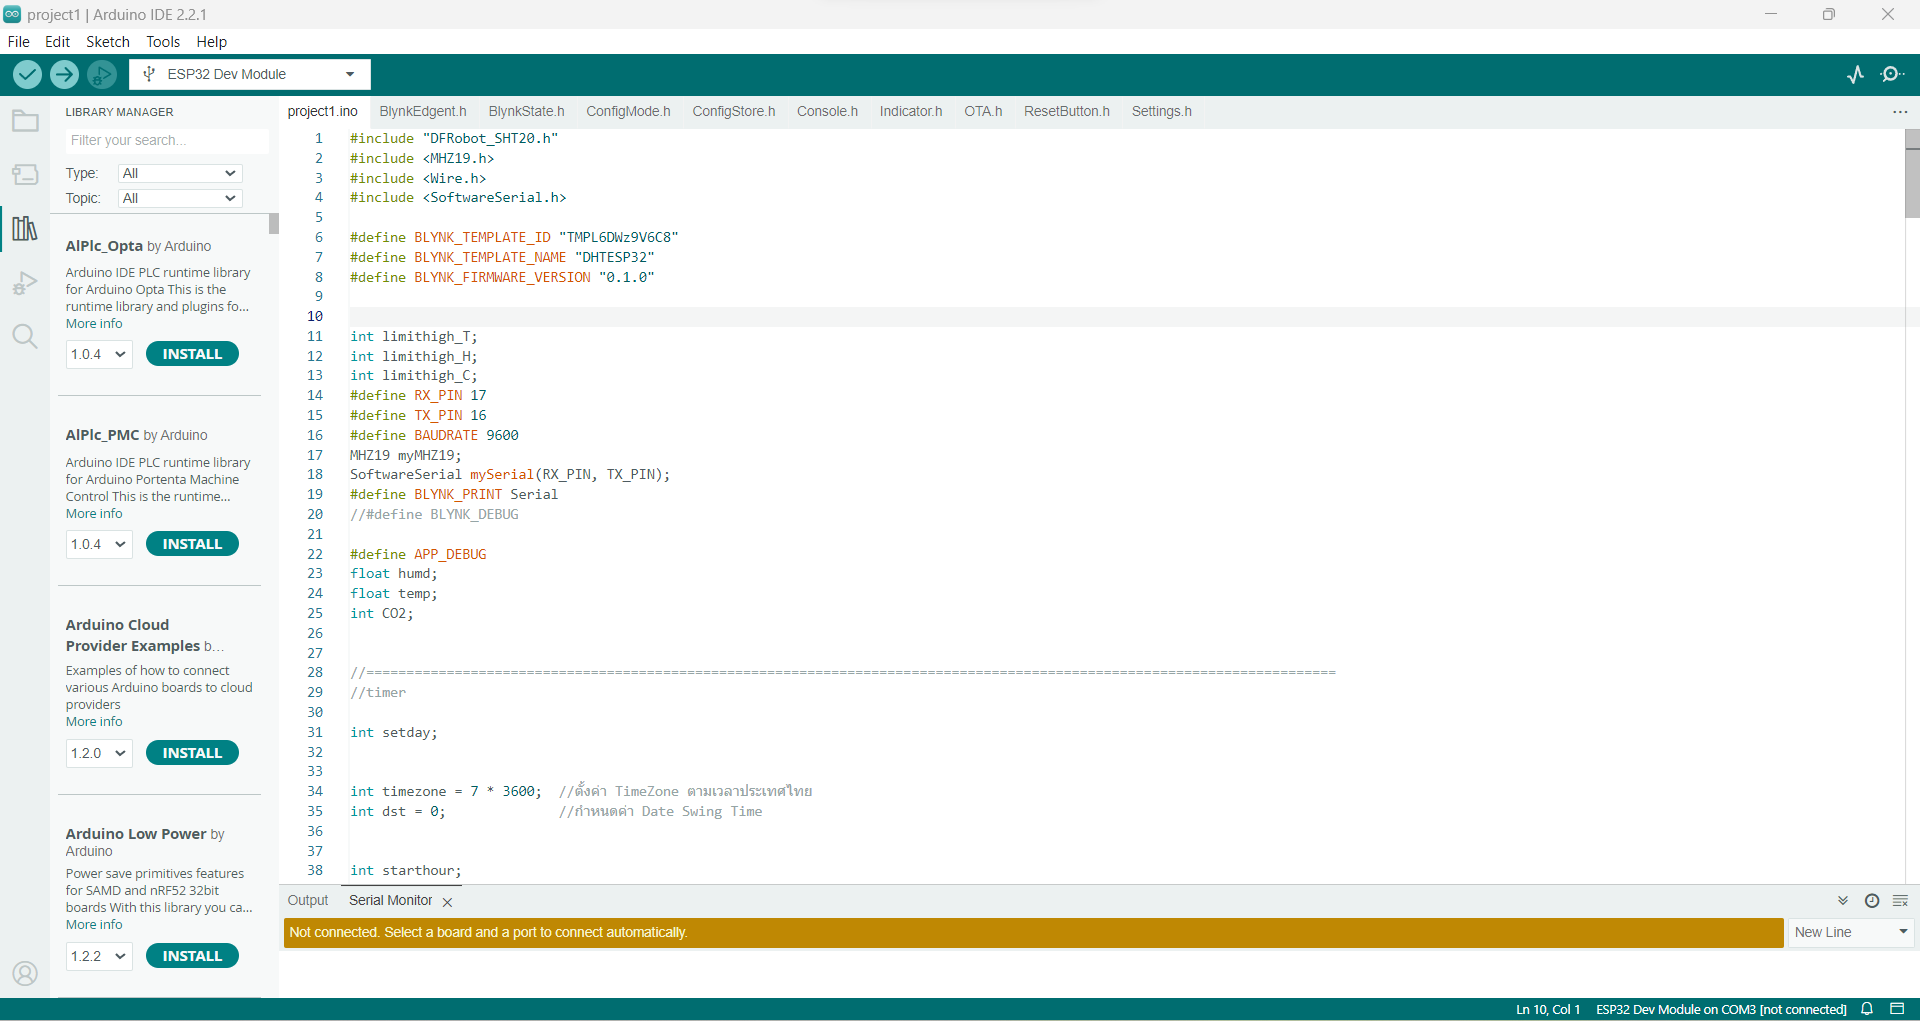 project1 | Arduino IDE 2.2.1
File Edit Sketch Tools Help
ESP32 Dev Module
LIBRARY MANAGER
Filter your search...
Type: All
Topic: All
AlPlc_Opta by Arduino
Arduino IDE PLC runtime library
for Arduino Opta This is the
runtime library and plugins fo...
More info
1.0.4 INSTALL
AlPlc_PMC by Arduino
Arduino IDE PLC runtime library
for Arduino Portenta Machine
Control This is the runtime...
More info
1.0.4 INSTALL
Arduino Cloud
Provider Examples b...
Examples of how to connect
various Arduino boards to cloud
providers
More info
1.2.0 INSTALL
Arduino Low Power by
Arduino
Power save primitives features
for SAMD and nRF52 32bit
boards With this library you ca...
More info
1.2.2 INSTALL
project1.ino BlynkEdgent.h BlynkState.h ConfigMode.h ConfigStore.h Console.h Indicator.h OTA.h ResetButton.h Settings.h
1 #include "DFRobot_SHT20.h"
2 #include <MHZ19.h>
3 #include <Wire.h>
4 #include <SoftwareSerial.h>
5
6 #define BLYNK_TEMPLATE_ID "TMPL6DWz9V6C8"
7 #define BLYNK_TEMPLATE_NAME "DHTESP32"
8 #define BLYNK_FIRMWARE_VERSION "0.1.0"
9
10
11 int limithigh_T;
12 int limithigh_H;
13 int limithigh_C;
14 #define RX_PIN 17
15 #define TX_PIN 16
16 #define BAUDRATE 9600
17 MHZ19 myMHZ19;
18 SoftwareSerial mySerial(RX_PIN, TX_PIN);
19 #define BLYNK_PRINT Serial
20 //#define BLYNK_DEBUG
21
22 #define APP_DEBUG
23 float humd;
24 float temp;
25 int CO2;
26
27
28 //=========================================================================================================================
29 //timer
30
31 int setday;
32
33
34 int timezone = 7 * 3600; //ตั้งค่า TimeZone ตามเวลาประเทศไทย
35 int dst = 0; //กำหนดค่า Date Swing Time
36
37
38 int starthour;
Output Serial Monitor
Not connected. Select a board and a port to connect automatically.
New Line
Ln 10, Col 1 ESP32 Dev Module on COM3 [not connected]